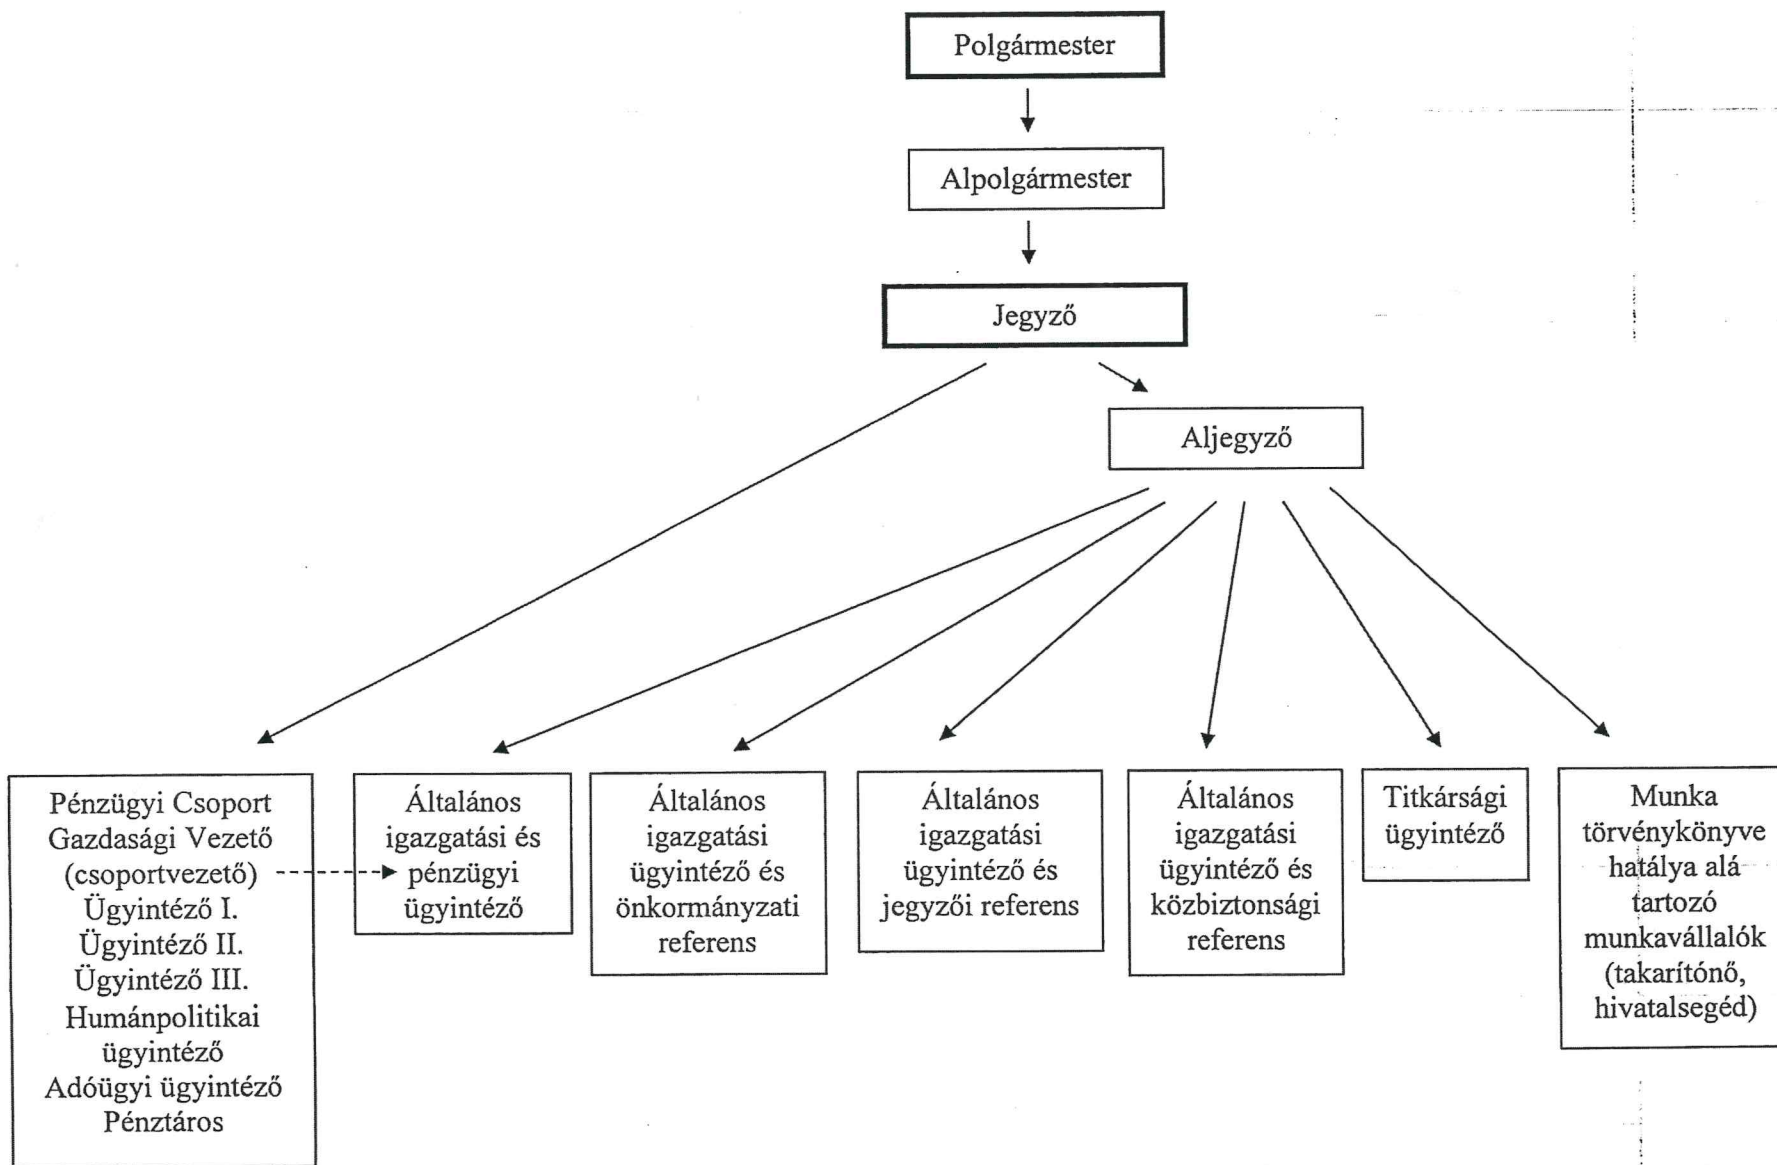 Polgármester
Alpolgármester
Jegyző
Aljegyző
Pénzügyi Csoport
Gazdasági Vezető
(csoportvezető)
Ügyintéző I.
Ügyintéző II.
Ügyintéző III.
Humánpolitikai
ügyintéző
Adóügyi ügyintéző
Pénztáros
Általános
igazgatási és
pénzügyi
ügyintéző
Általános
igazgatási
ügyintéző és
önkormányzati
referens
Általános
igazgatási
ügyintéző és
jegyzői referens
Általános
igazgatási
ügyintéző és
közbiztonsági
referens
Titkársági
ügyintéző
Munka
törvénykönyve
hatálya alá
tartozó
munkavállalók
(takarítónő,
hivatalsegéd)